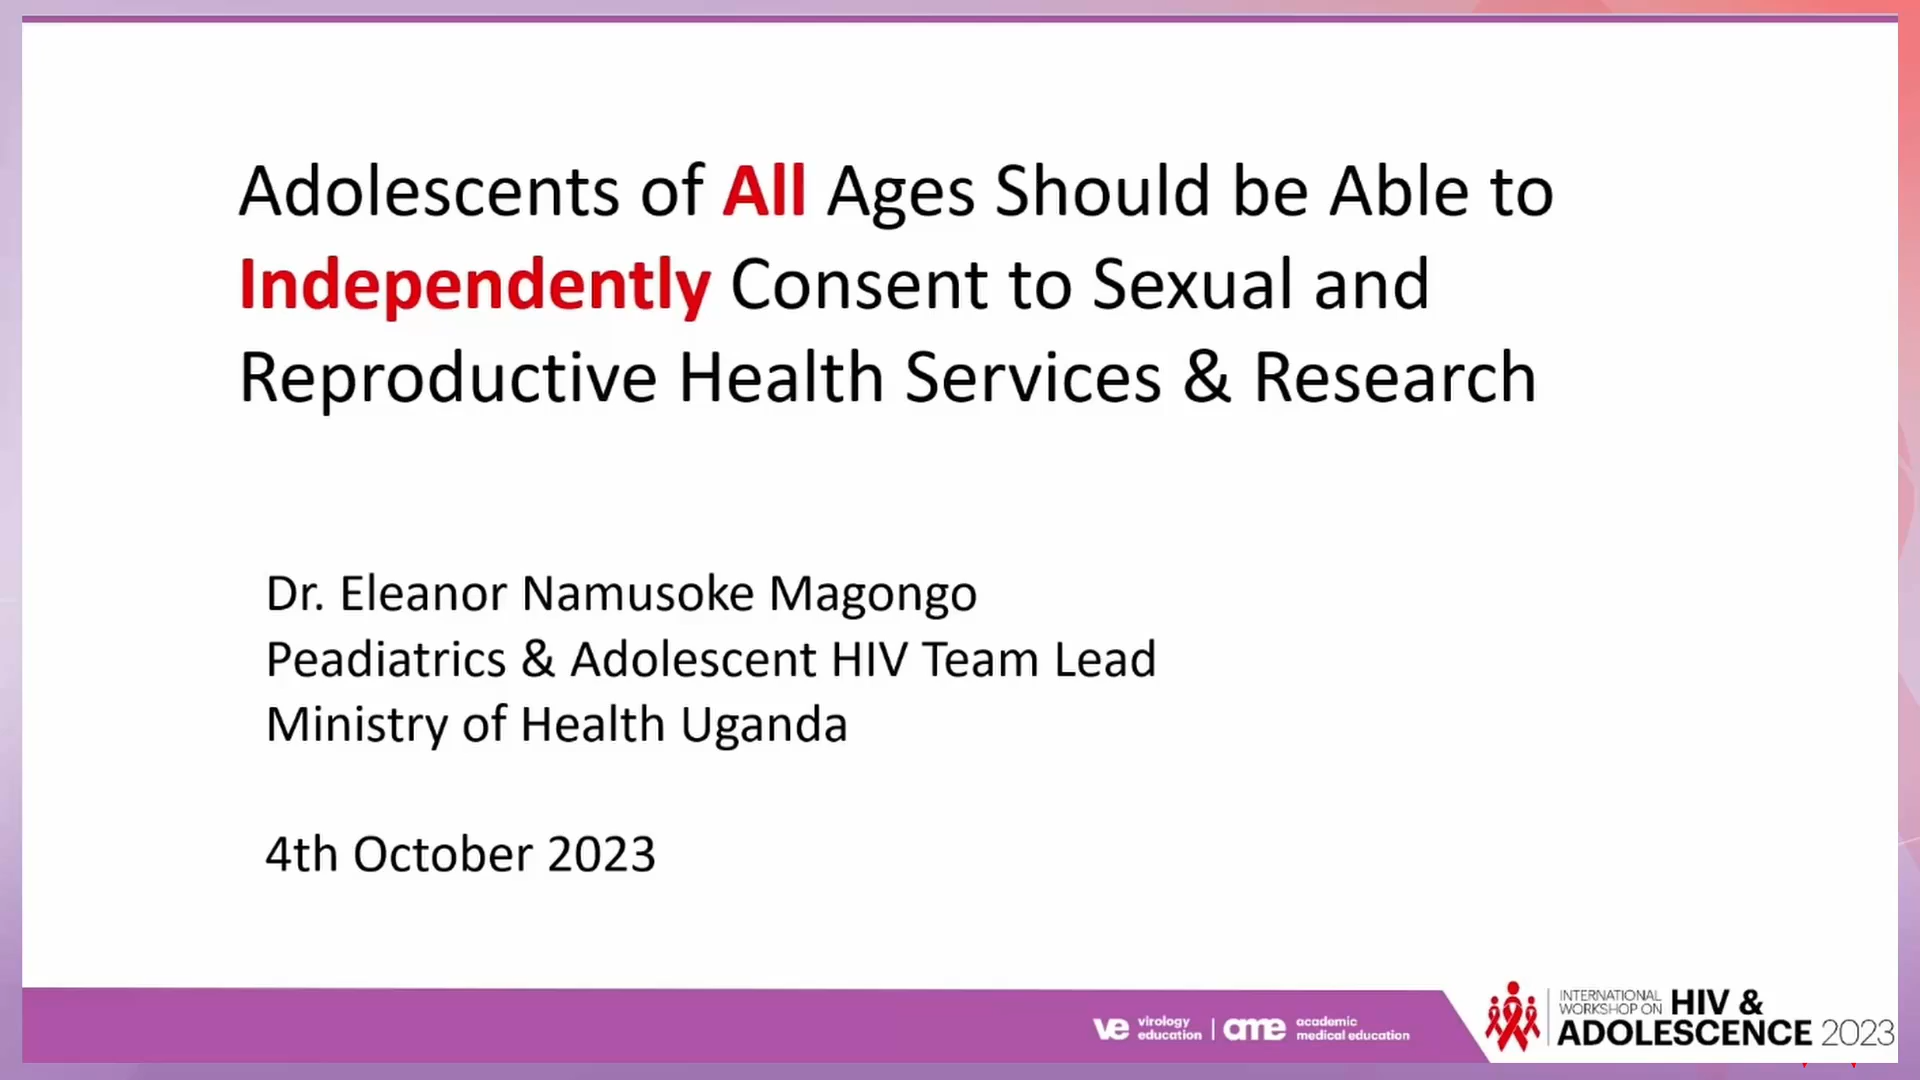 Adolescents of All Ages Should be Able to
Independently Consent to Sexual and
Reproductive Health Services & Research
Dr. Eleanor Namusoke Magongo
Peadiatrics & Adolescent HIV Team Lead
Ministry of Health Uganda
4th October 2023
ve virology education | ame academic medical education
INTERNATIONAL WORKSHOP ON HIV &
ADOLESCENCE 2023